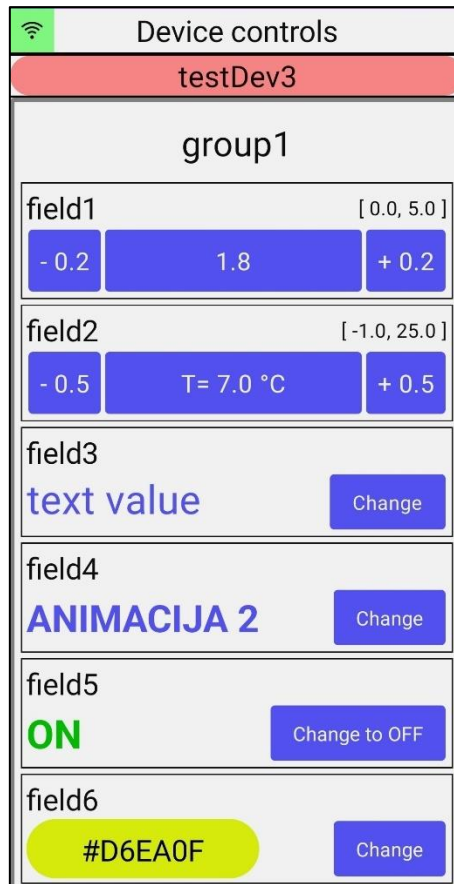 Device controls
testDev3
group1
field1 [ 0.0, 5.0 ]
- 0.2 1.8 + 0.2
field2 [ -1.0, 25.0 ]
- 0.5 T= 7.0 °C + 0.5
field3
text value Change
field4
ANIMACIJA 2 Change
field5
ON Change to OFF
field6
#D6EA0F Change